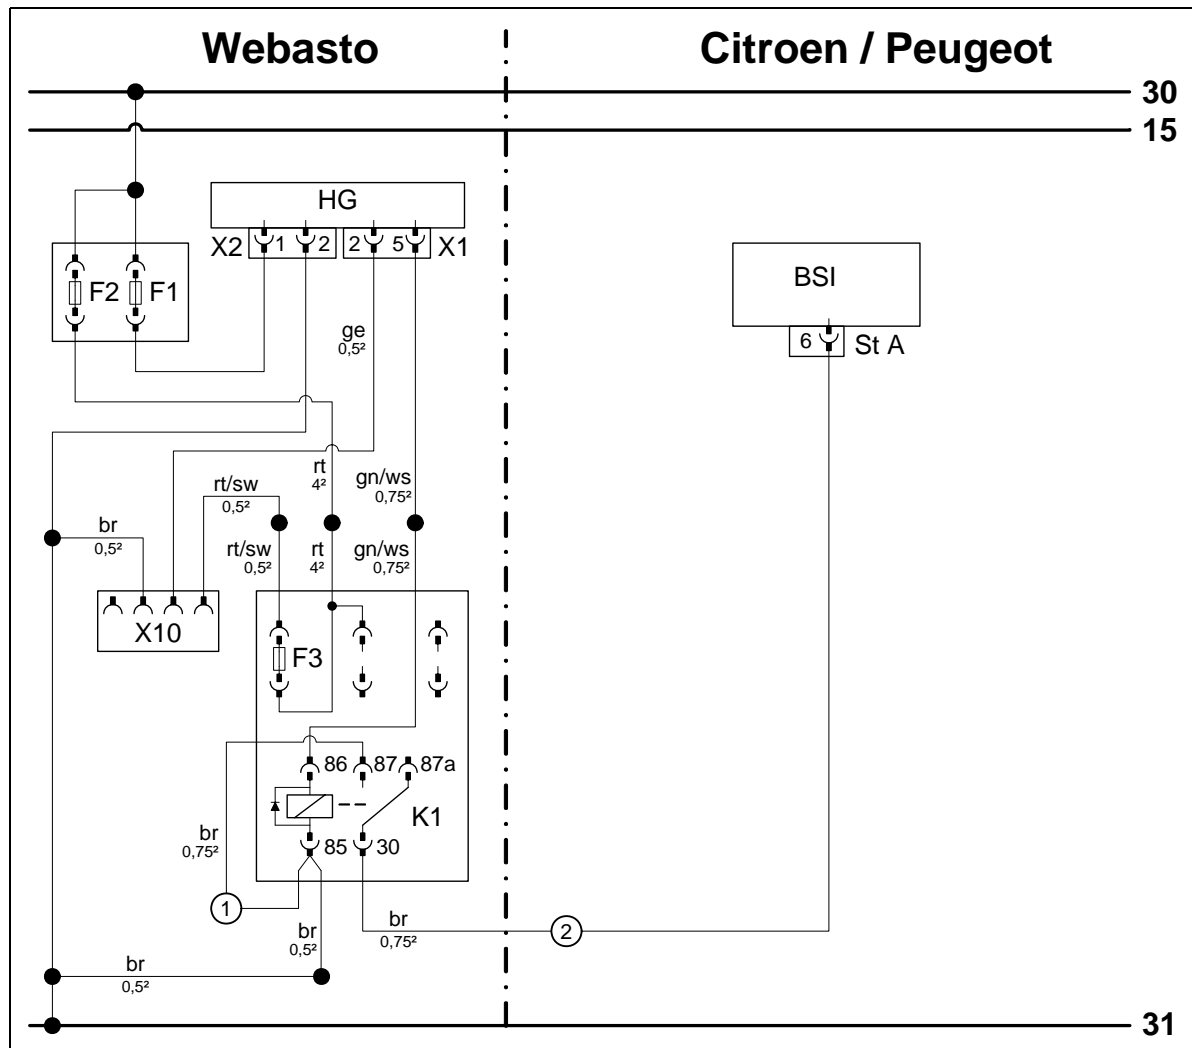 Webasto
Citroen / Peugeot
30
15
HG
X2 1 2 2 5 X1
BSI
F2 F1
6 St A
ge
0,5²
rt
4²
gn/ws
0,75²
rt/sw
0,5²
br
0,5²
rt/sw
0,5²
rt
4²
gn/ws
0,75²
X10
F3
86 87 87a
K1
br
0,75²
85 30
1
br
0,5²
br
0,75²
2
br
0,5²
31